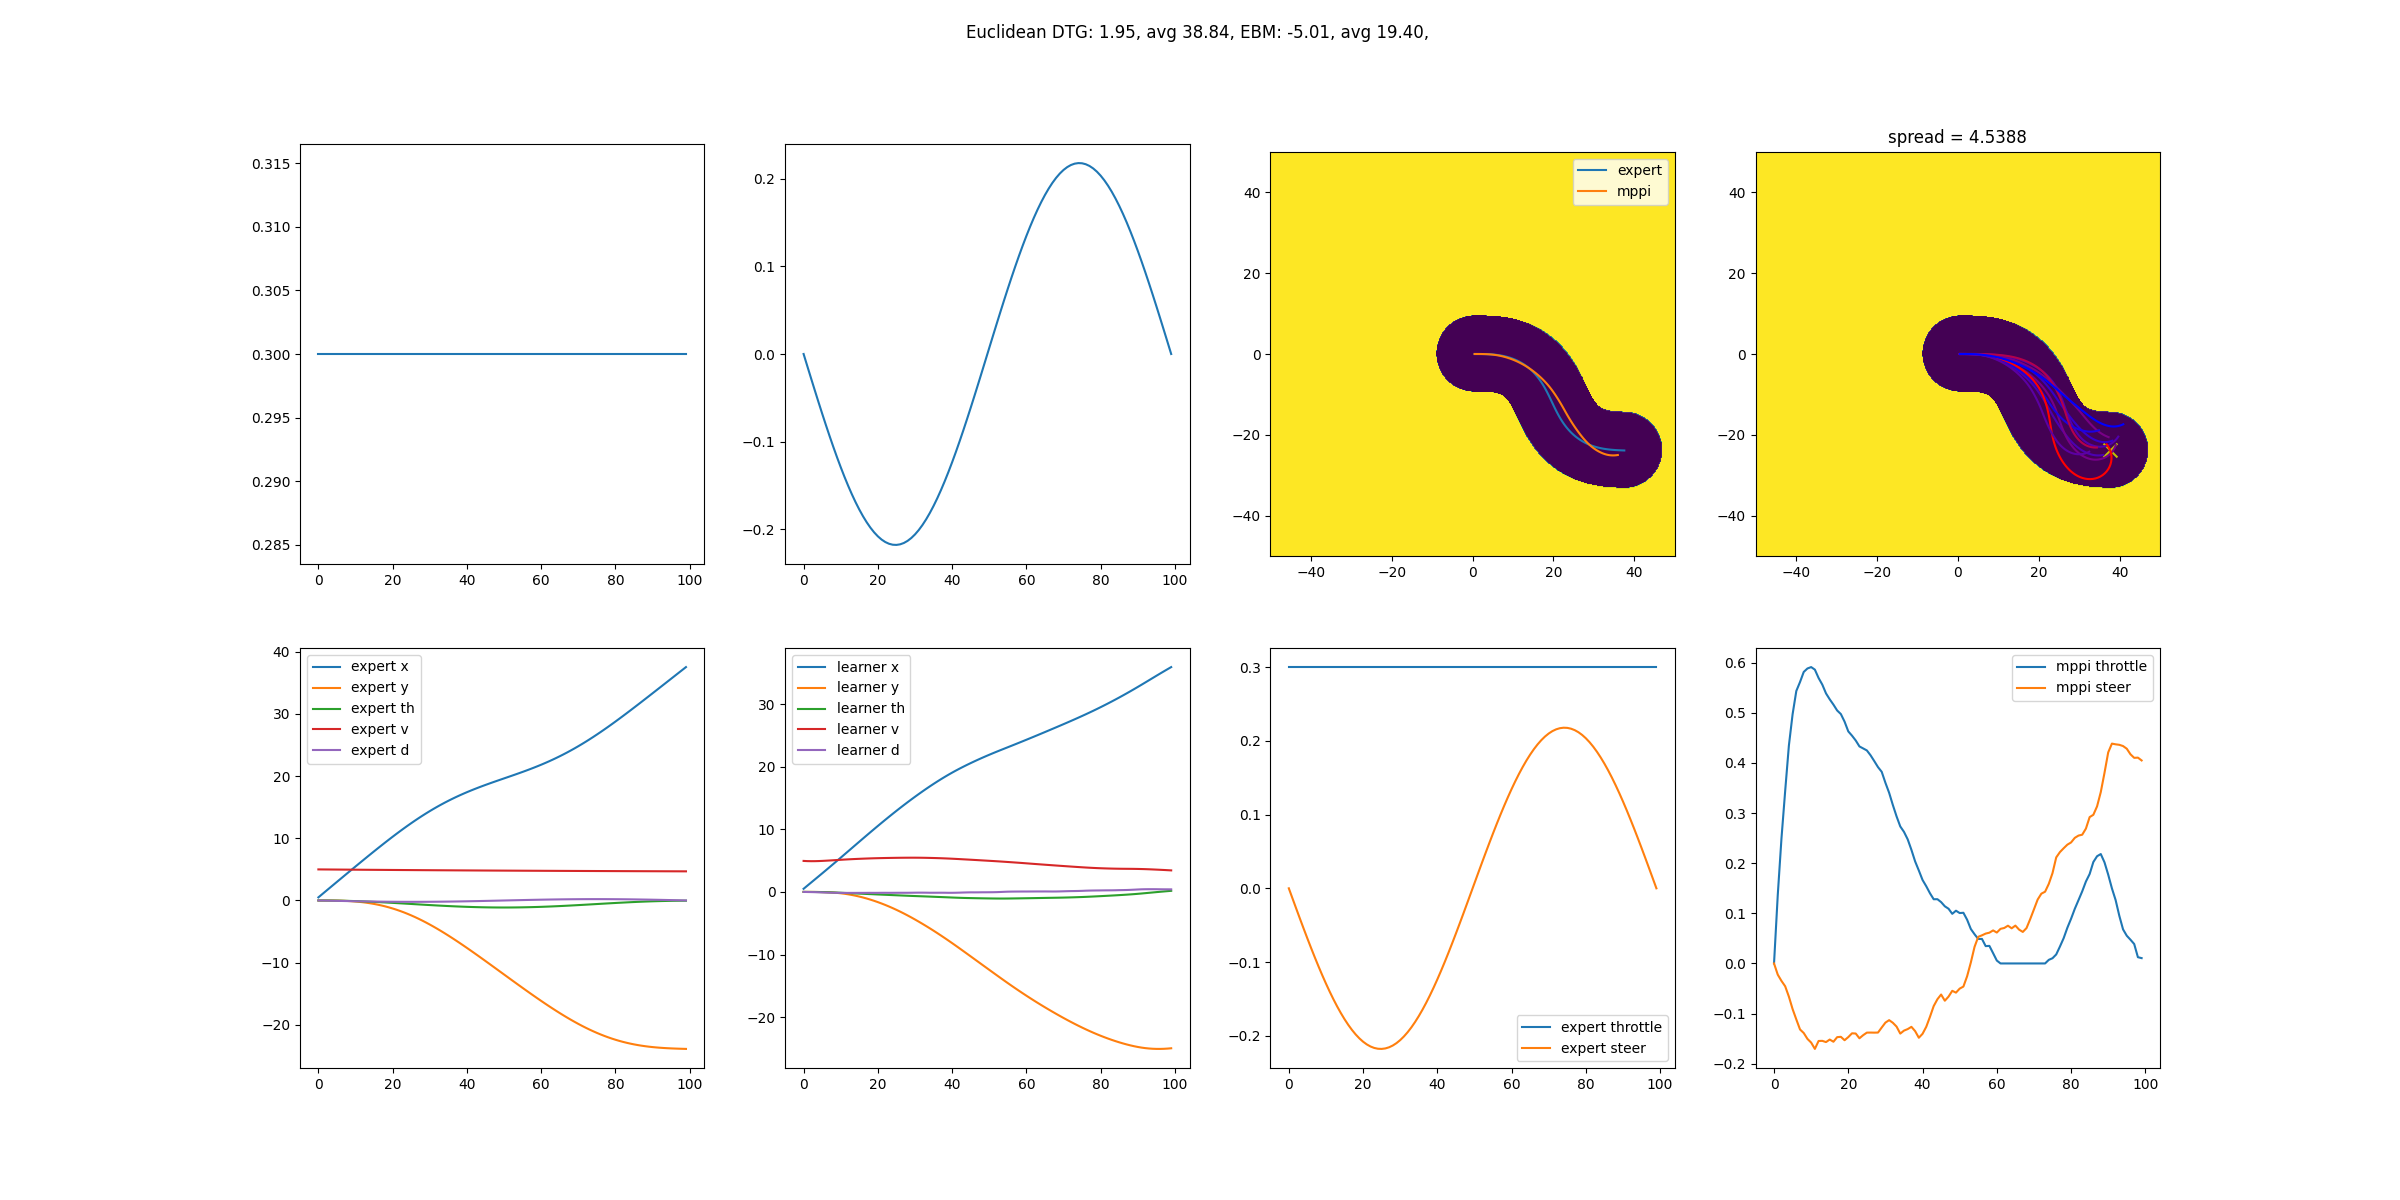 Euclidean DTG: 1.95, avg 38.84, EBM: -5.01, avg 19.40,
0.315
0.310
0.305
0.300
0.295
0.290
0.285
0 20 40 60 80 100
0.2
0.1
0.0
−0.1
−0.2
0 20 40 60 80 100
expert
mppi
40
20
0
−20
−40
−40 −20 0 20 40
spread = 4.5388
40
20
0
−20
−40
−40 −20 0 20 40
expert x
expert y
expert th
expert v
expert d
40
30
20
10
0
−10
−20
0 20 40 60 80 100
learner x
learner y
learner th
learner v
learner d
30
20
10
0
−10
−20
0 20 40 60 80 100
0.3
0.2
0.1
0.0
−0.1
−0.2
expert throttle
expert steer
0 20 40 60 80 100
mppi throttle
mppi steer
0.6
0.5
0.4
0.3
0.2
0.1
0.0
−0.1
−0.2
0 20 40 60 80 100